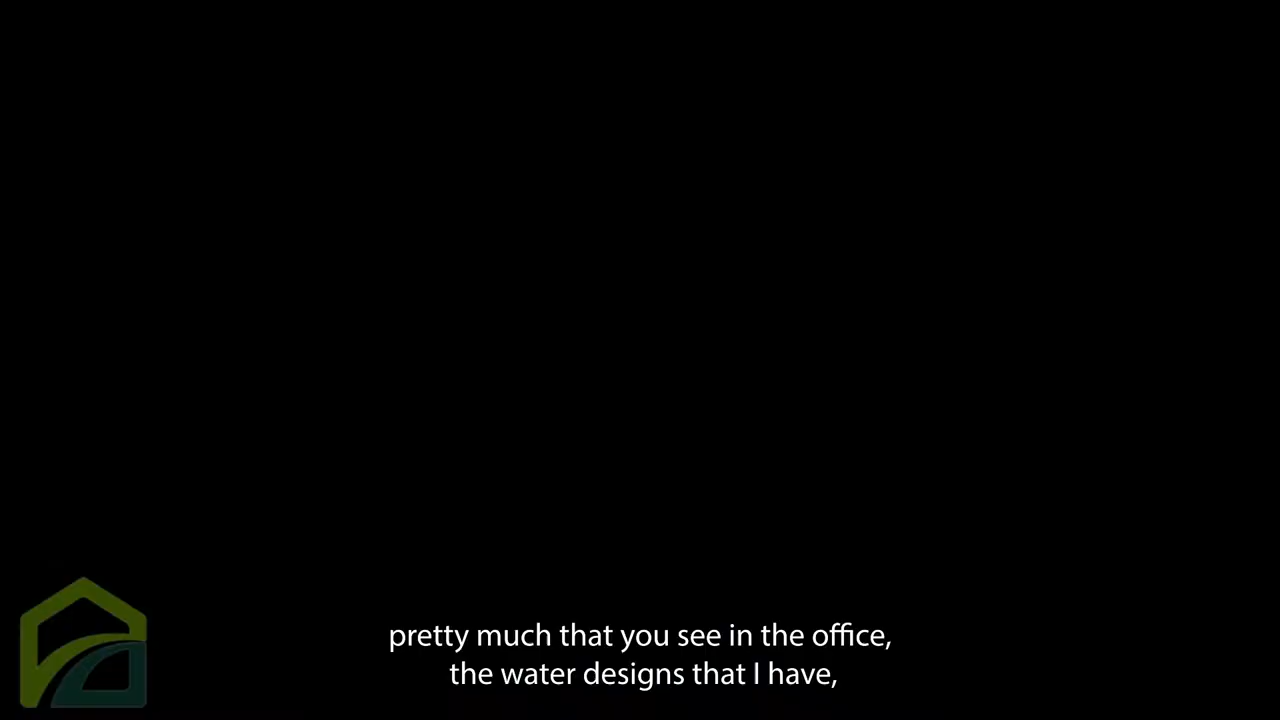 pretty much that you see in the office,
the water designs that I have,